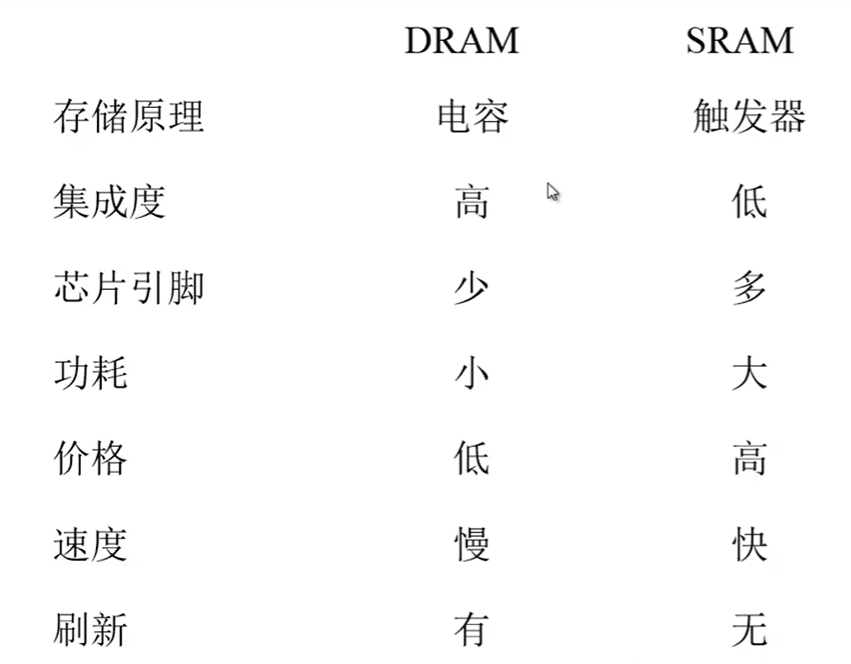 DRAM SRAM
存储原理 电容 触发器
集成度 高 低
芯片引脚 少 多
功耗 小 大
价格 低 高
速度 慢 快
刷新 有 无